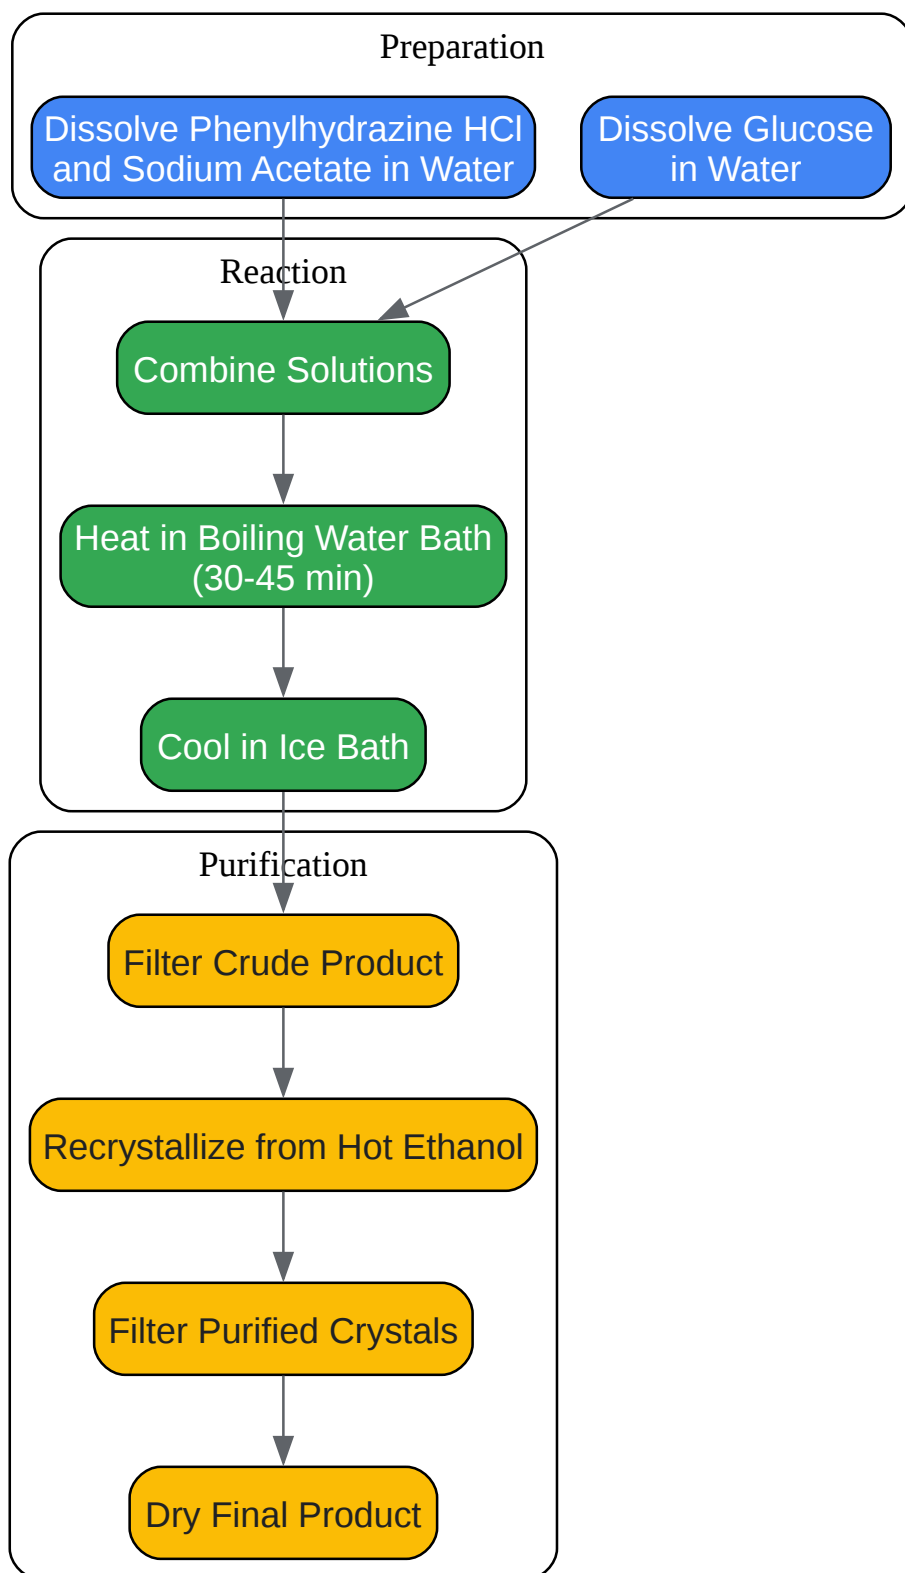 Preparation
Dissolve Phenylhydrazine HCl
and Sodium Acetate in Water
Dissolve Glucose
in Water
Reaction
Combine Solutions
Heat in Boiling Water Bath
(30-45 min)
Cool in Ice Bath
Purification
Filter Crude Product
Recrystallize from Hot Ethanol
Filter Purified Crystals
Dry Final Product